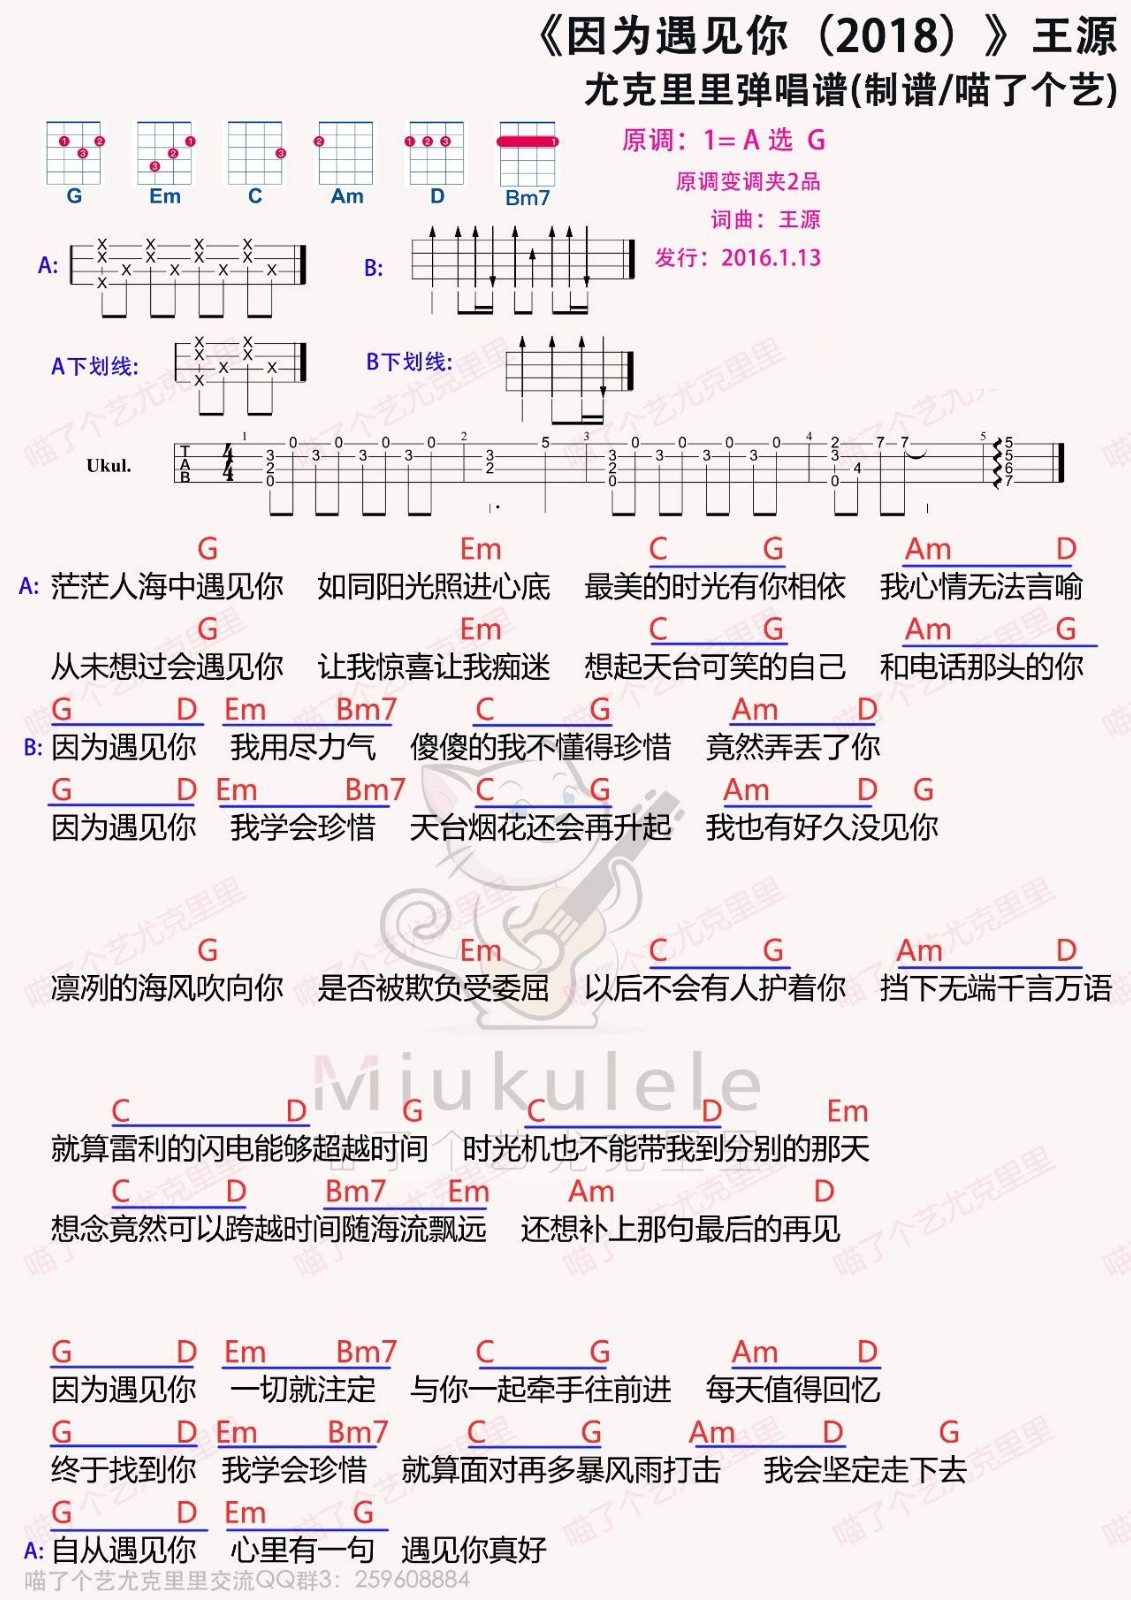 《因为遇见你（2018）》王源
尤克里里弹唱谱(制谱/喵了个艺)
原调：1= A 选 G
原调变调夹2品
词曲：王源
发行：2016.1.13
G Em C Am D Bm7
A: B:
A下划线: B下划线:
Ukul.
G Em C G Am D
A: 茫茫人海中遇见你 如同阳光照进心底 最美的时光有你相依 我心情无法言喻
G Em C G Am G
从未想过会遇见你 让我惊喜让我痴迷 想起天台可笑的自己 和电话那头的你
G D Em Bm7 C G Am D
B: 因为遇见你 我用尽力气 傻傻的我不懂得珍惜 竟然弄丢了你
G D Em Bm7 C G Am D G
因为遇见你 我学会珍惜 天台烟花还会再升起 我也有好久没见你
G Em C G Am D
凛冽的海风吹向你 是否被欺负受委屈 以后不会有人护着你 挡下无端千言万语
Miukulele
喵了个艺尤克里里
C D G C D Em
就算雷利的闪电能够超越时间 时光机也不能带我到分别的那天
C D Bm7 Em Am D
想念竟然可以跨越时间随海流飘远 还想补上那句最后的再见
G D Em Bm7 C G Am D
因为遇见你 一切就注定 与你一起牵手往前进 每天值得回忆
G D Em Bm7 C G Am D G
终于找到你 我学会珍惜 就算面对再多暴风雨打击 我会坚定走下去
G D Em G
A: 自从遇见你 心里有一句 遇见你真好
喵了个艺尤克里里交流QQ群3：259608884